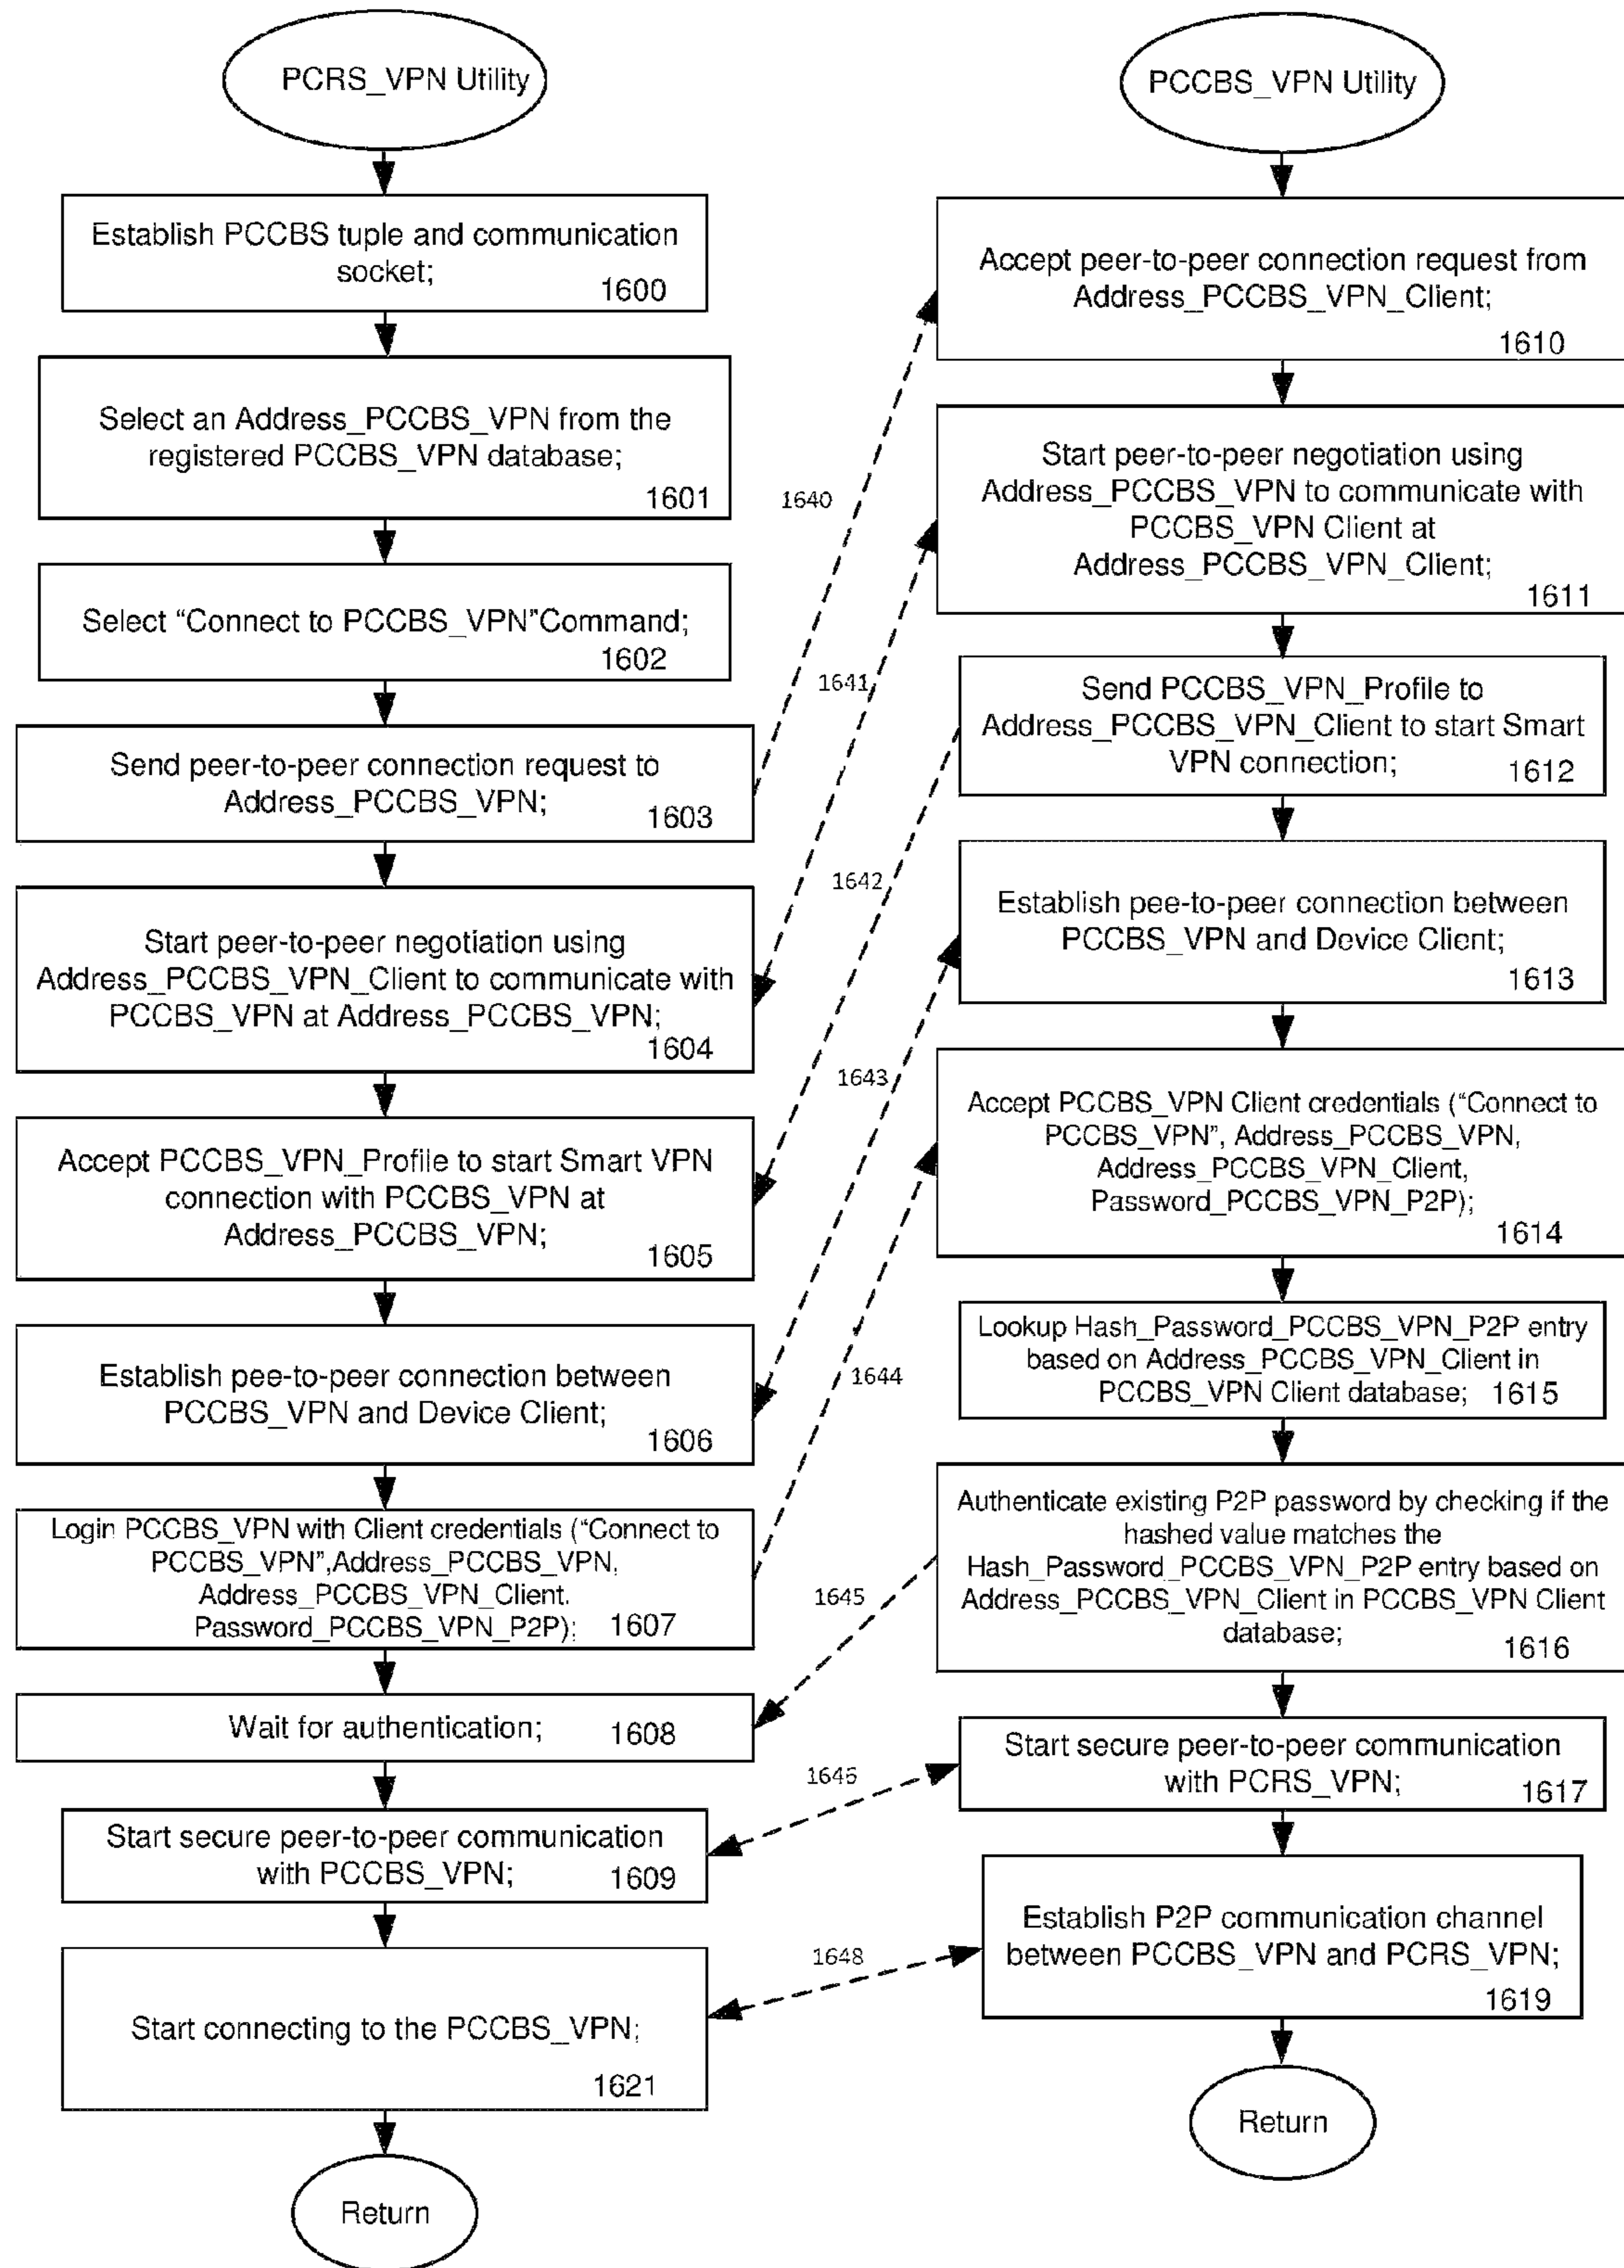 PCRS_VPN Utility
Establish PCCBS tuple and communication
socket;
1600
Select an Address_PCCBS_VPN from the
registered PCCBS_VPN database;
1601
Select “Connect to PCCBS_VPN”Command;
1602
Send peer-to-peer connection request to
Address_PCCBS_VPN;
1603
Start peer-to-peer negotiation using
Address_PCCBS_VPN_Client to communicate with
PCCBS_VPN at Address_PCCBS_VPN;
1604
Accept PCCBS_VPN_Profile to start Smart VPN
connection with PCCBS_VPN at
Address_PCCBS_VPN;
1605
Establish pee-to-peer connection between
PCCBS_VPN and Device Client;
1606
Login PCCBS_VPN with Client credentials (“Connect to
PCCBS_VPN”,Address_PCCBS_VPN,
Address_PCCBS_VPN_Client.
Password_PCCBS_VPN_P2P);
1607
Wait for authentication;
1608
Start secure peer-to-peer communication
with PCCBS_VPN;
1609
Start connecting to the PCCBS_VPN;
1621
Return
1640
1641
1642
1643
1644
1645
1646
1648
PCCBS_VPN Utility
Accept peer-to-peer connection request from
Address_PCCBS_VPN_Client;
1610
Start peer-to-peer negotiation using
Address_PCCBS_VPN to communicate with
PCCBS_VPN Client at
Address_PCCBS_VPN_Client;
1611
Send PCCBS_VPN_Profile to
Address_PCCBS_VPN_Client to start Smart
VPN connection;
1612
Establish pee-to-peer connection between
PCCBS_VPN and Device Client;
1613
Accept PCCBS_VPN Client credentials (“Connect to
PCCBS_VPN”, Address_PCCBS_VPN,
Address_PCCBS_VPN_Client,
Password_PCCBS_VPN_P2P);
1614
Lookup Hash_Password_PCCBS_VPN_P2P entry
based on Address_PCCBS_VPN_Client in
PCCBS_VPN Client database; 1615
Authenticate existing P2P password by checking if the
hashed value matches the
Hash_Password_PCCBS_VPN_P2P entry based on
Address_PCCBS_VPN_Client in PCCBS_VPN Client
database;
1616
Start secure peer-to-peer communication
with PCRS_VPN;
1617
Establish P2P communication channel
between PCCBS_VPN and PCRS_VPN;
1619
Return